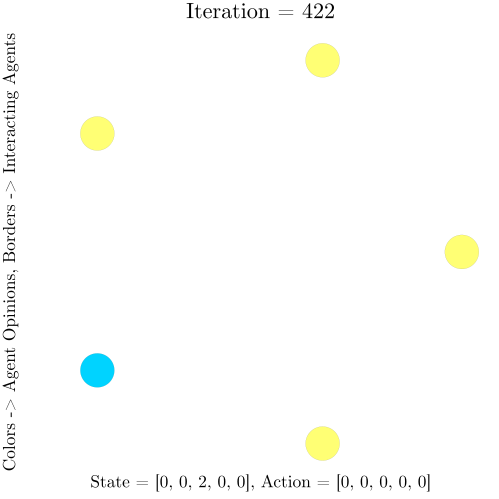 Iteration = 422
Colors -> Agent Opinions, Borders -> Interacting Agents
State = [0, 0, 2, 0, 0], Action = [0, 0, 0, 0, 0]